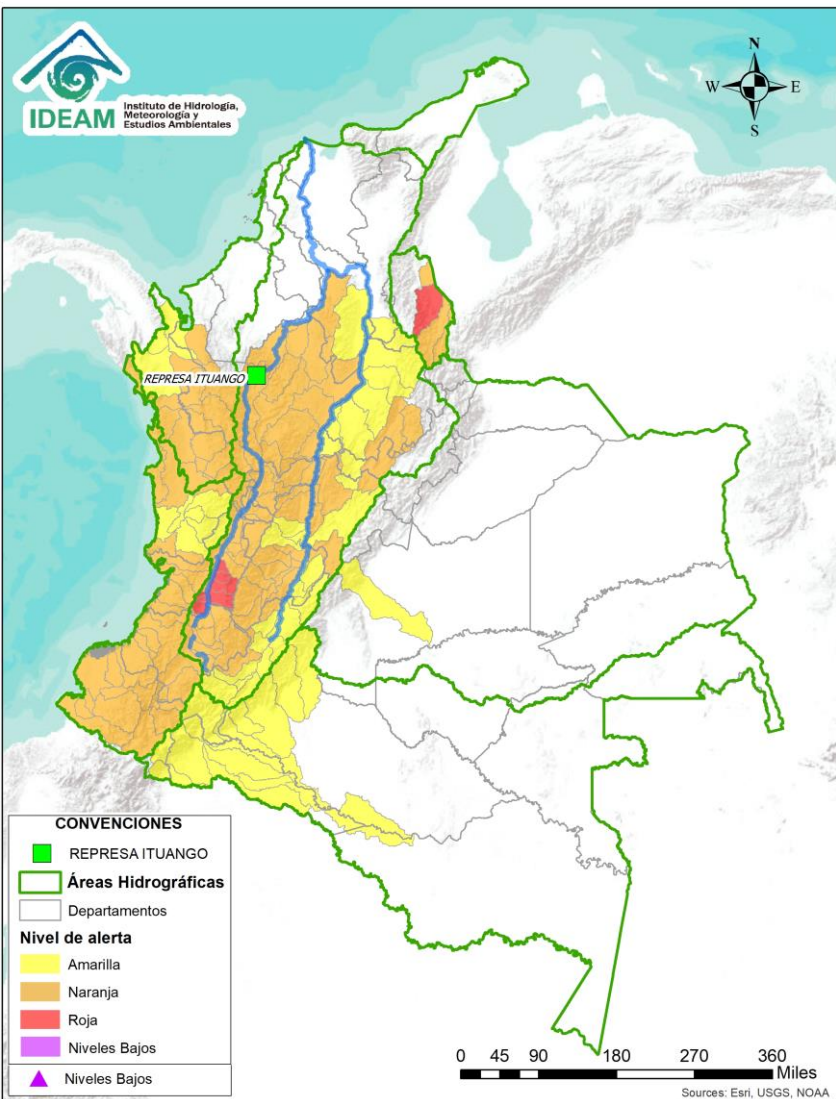 IDEAM
Instituto de Hidrología,
Meteorología y
Estudios Ambientales
N
W
E
S
REPRESA ITUANGO
CONVENCIONES
REPRESA ITUANGO
Áreas Hidrográficas
Departamentos
Nivel de alerta
Amarilla
Naranja
Roja
Niveles Bajos
Niveles Bajos
0 45 90 180 270 360
Miles
Sources: Esri, USGS, NOAA